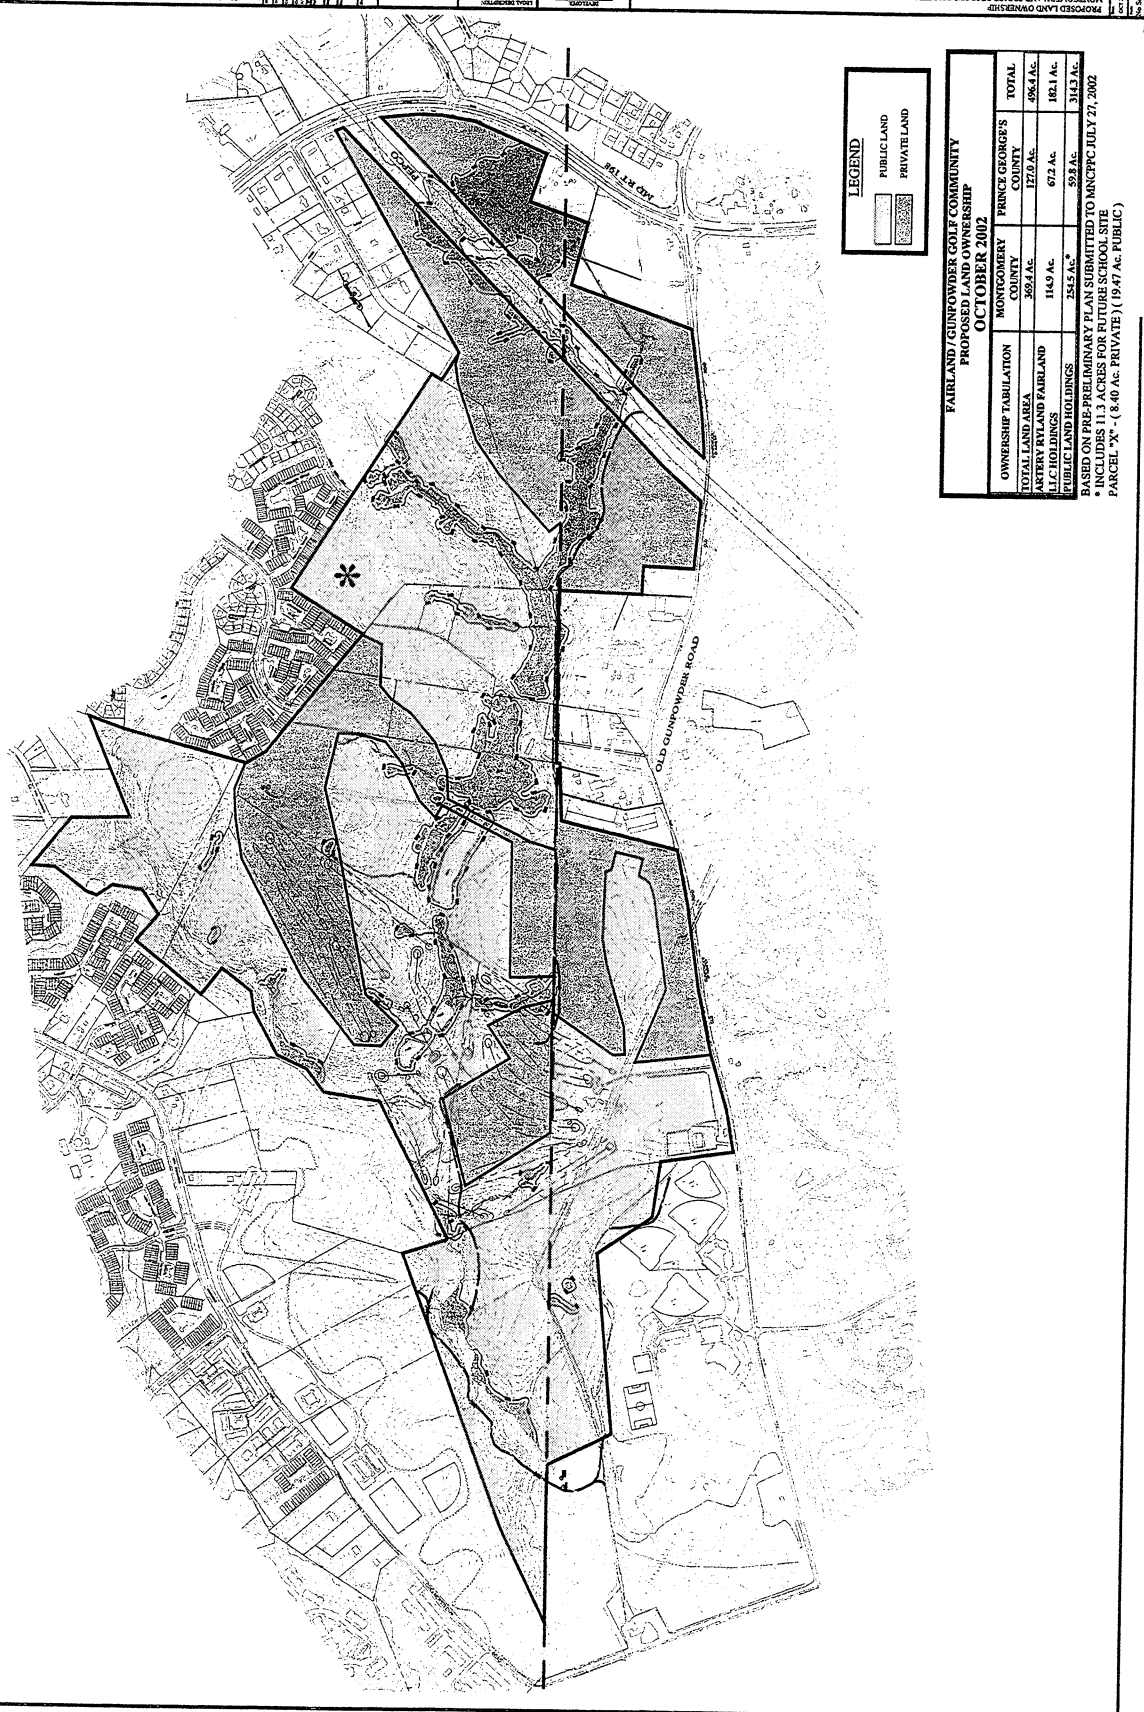 PROPOSED LAND OWNERSHIP
LEGAL DESCRIPTION
DEVELOPER
LEGEND
PUBLIC LAND
PRIVATE LAND
FAIRLAND / GUNPOWDER GOLF COMMUNITY
PROPOSED LAND OWNERSHIP
OCTOBER 2002
OWNERSHIP TABULATION MONTGOMERY COUNTY PRINCE GEORGE'S COUNTY TOTAL
TOTAL LAND AREA 369.4 Ac. 127.0 Ac. 496.4 Ac.
ARTERY RYLAND FAIRLAND LLC HOLDINGS 114.9 Ac. 67.2 Ac. 182.1 Ac.
PUBLIC LAND HOLDINGS 254.5 Ac.* 59.8 Ac. 314.3 Ac.
BASED ON PRE-PRELIMINARY PLAN SUBMITTED TO MNCPPC JULY 27, 2002
* INCLUDES 11.3 ACRES FOR FUTURE SCHOOL SITE
PARCEL "X" - ( 8.40 Ac. PRIVATE ) ( 19.47 Ac. PUBLIC )
PEPCO
MD RT 198
*
OLD GUNPOWDER ROAD